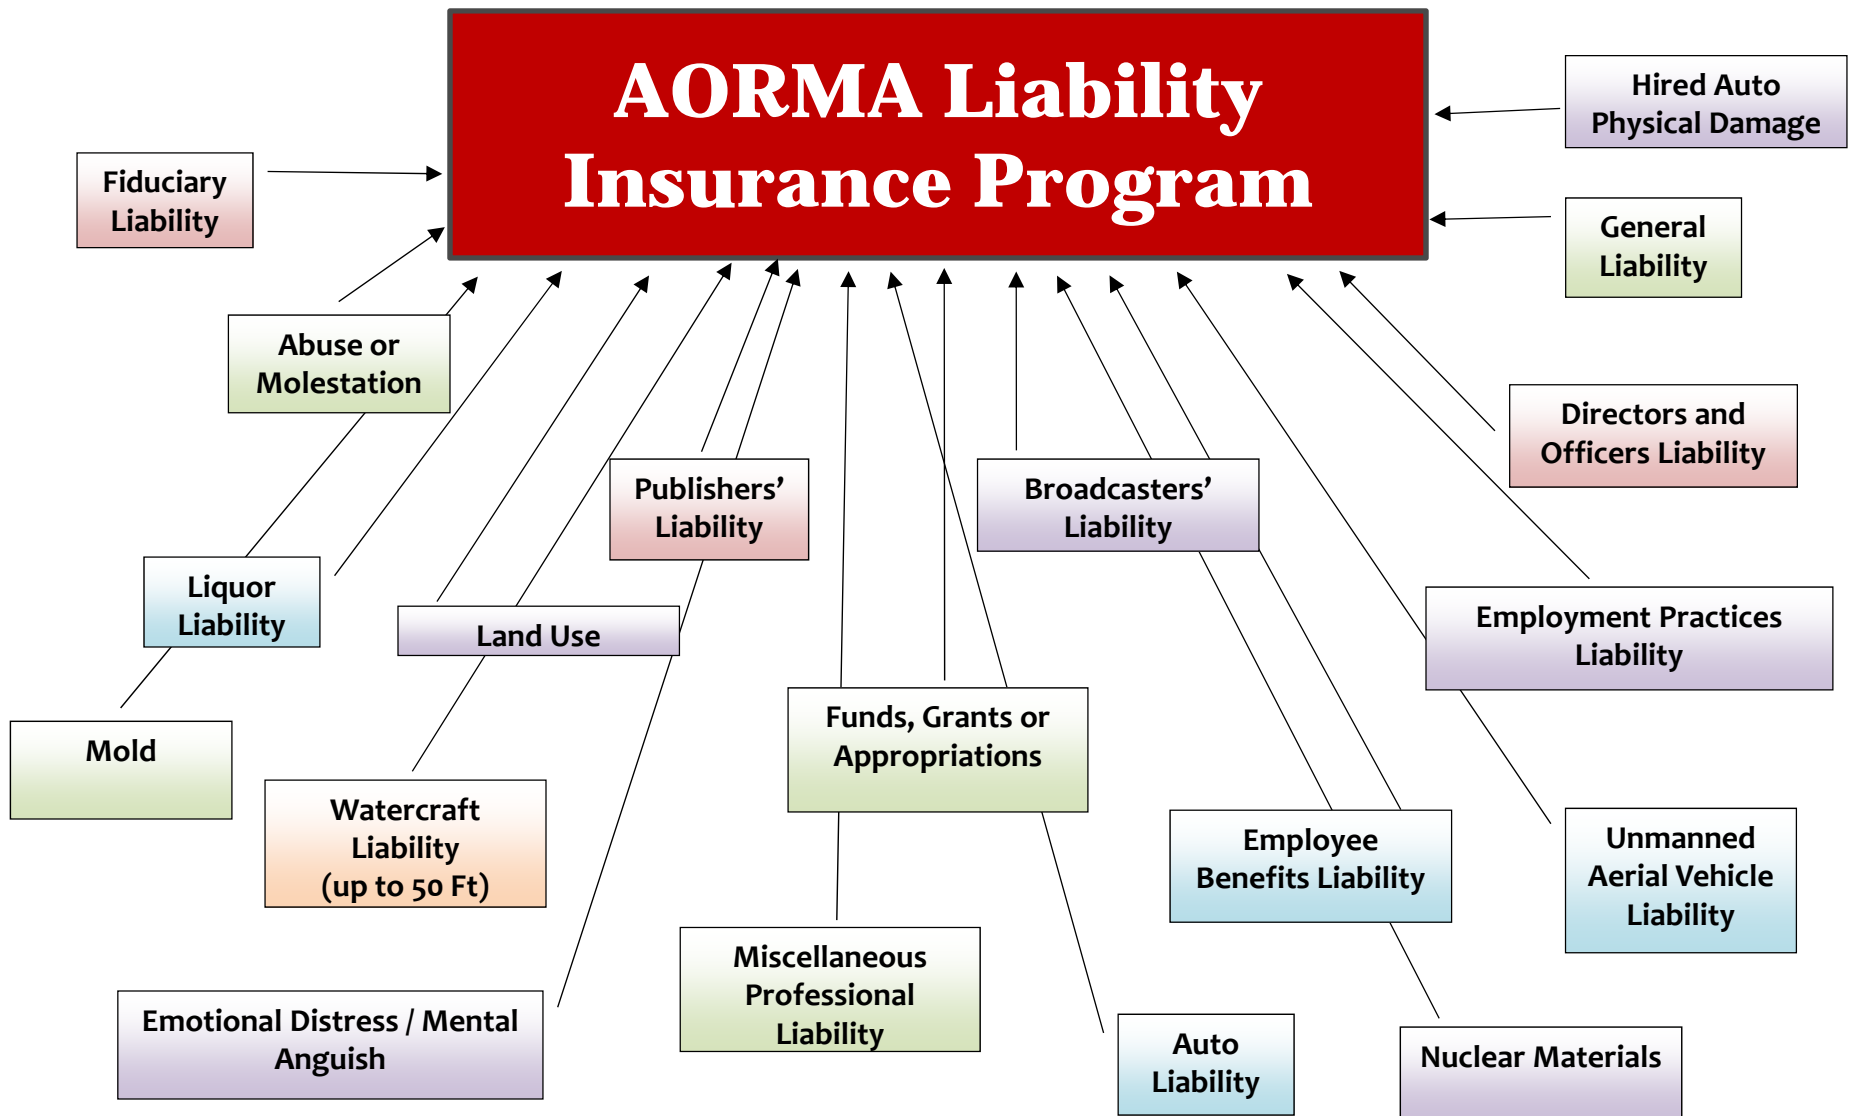 AORMA Liability
Insurance Program
Hired Auto
Physical Damage
Fiduciary
Liability
General
Liability
Abuse or
Molestation
Directors and
Officers Liability
Publishers’
Liability
Broadcasters’
Liability
Liquor
Liability
Land Use
Employment Practices
Liability
Mold
Funds, Grants or
Appropriations
Watercraft
Liability
(up to 50 Ft)
Employee
Benefits Liability
Unmanned
Aerial Vehicle
Liability
Miscellaneous
Professional
Liability
Emotional Distress / Mental
Anguish
Auto
Liability
Nuclear Materials